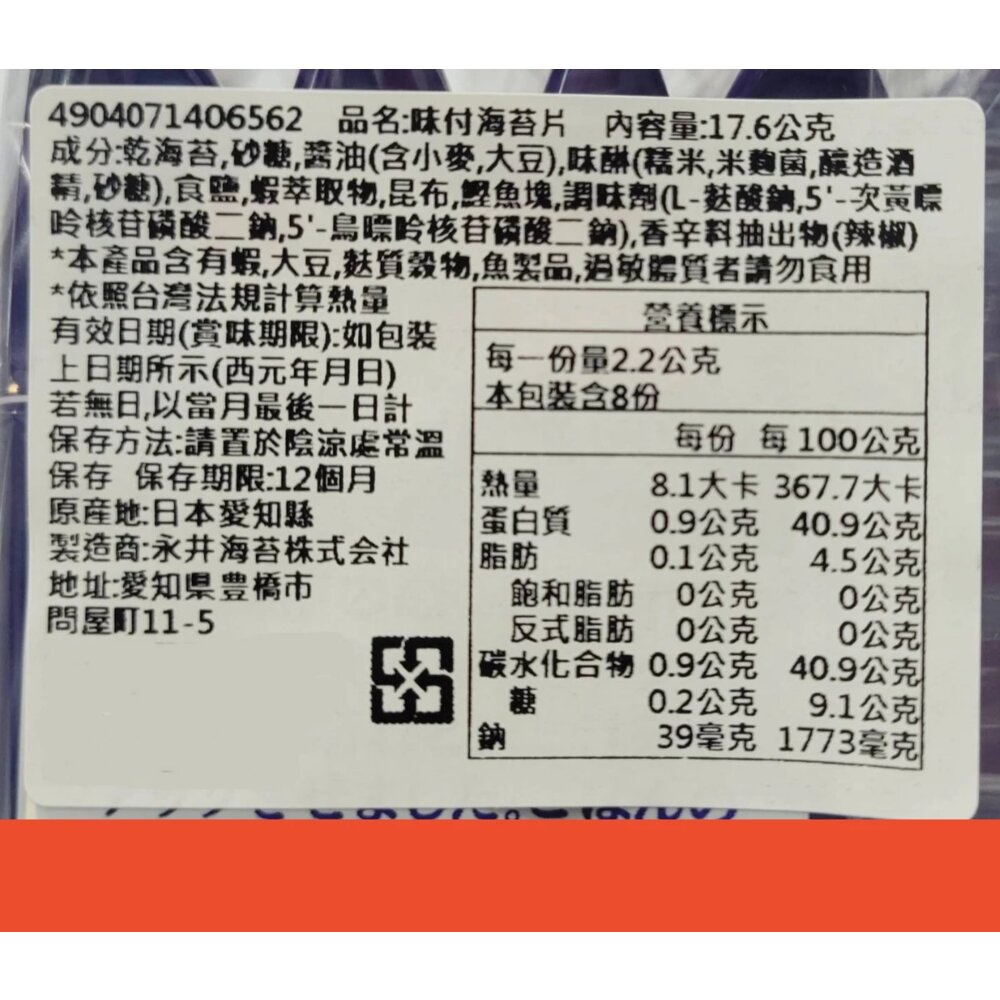 4904071406562 品名:味付海苔片 內容量:17.6公克
成分:乾海苔,砂糖,醬油(含小麥,大豆),味醂(糯米,米麴菌,釀造酒
精,砂糖),食鹽,蝦萃取物,昆布,鰹魚塊,調味劑(L-麩酸鈉,5'-次黃嘌
呤核苷磷酸二鈉,5'-鳥嘌呤核苷磷酸二鈉),香辛料抽出物(辣椒)
*本產品含有蝦,大豆,麩質穀物,魚製品,過敏體質者請勿食用
*依照台灣法規計算熱量
有效日期(賞味期限):如包裝
上日期所示(西元年月日)
若無日,以當月最後一日計
保存方法:請置於陰涼處常溫
保存 保存期限:12個月
原產地:日本愛知縣
製造商:永井海苔株式会社
地址:愛知県豊橋市
問屋町11-5
營養標示
每一份量2.2公克
本包裝含8份
每份 每100公克
熱量 8.1大卡 367.7大卡
蛋白質 0.9公克 40.9公克
脂肪 0.1公克 4.5公克
飽和脂肪 0公克 0公克
反式脂肪 0公克 0公克
碳水化合物 0.9公克 40.9公克
糖 0.2公克 9.1公克
鈉 39毫克 1773毫克